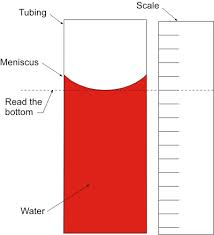 Tubing
Scale
Meniscus
Read the
bottom
Water